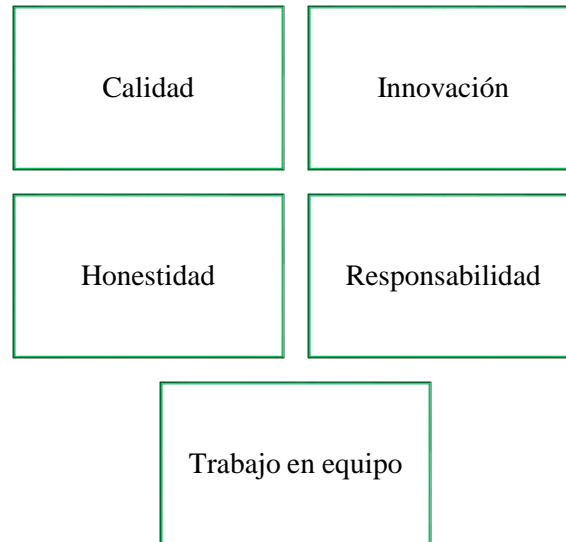 Calidad
Innovación
Honestidad
Responsabilidad
Trabajo en equipo